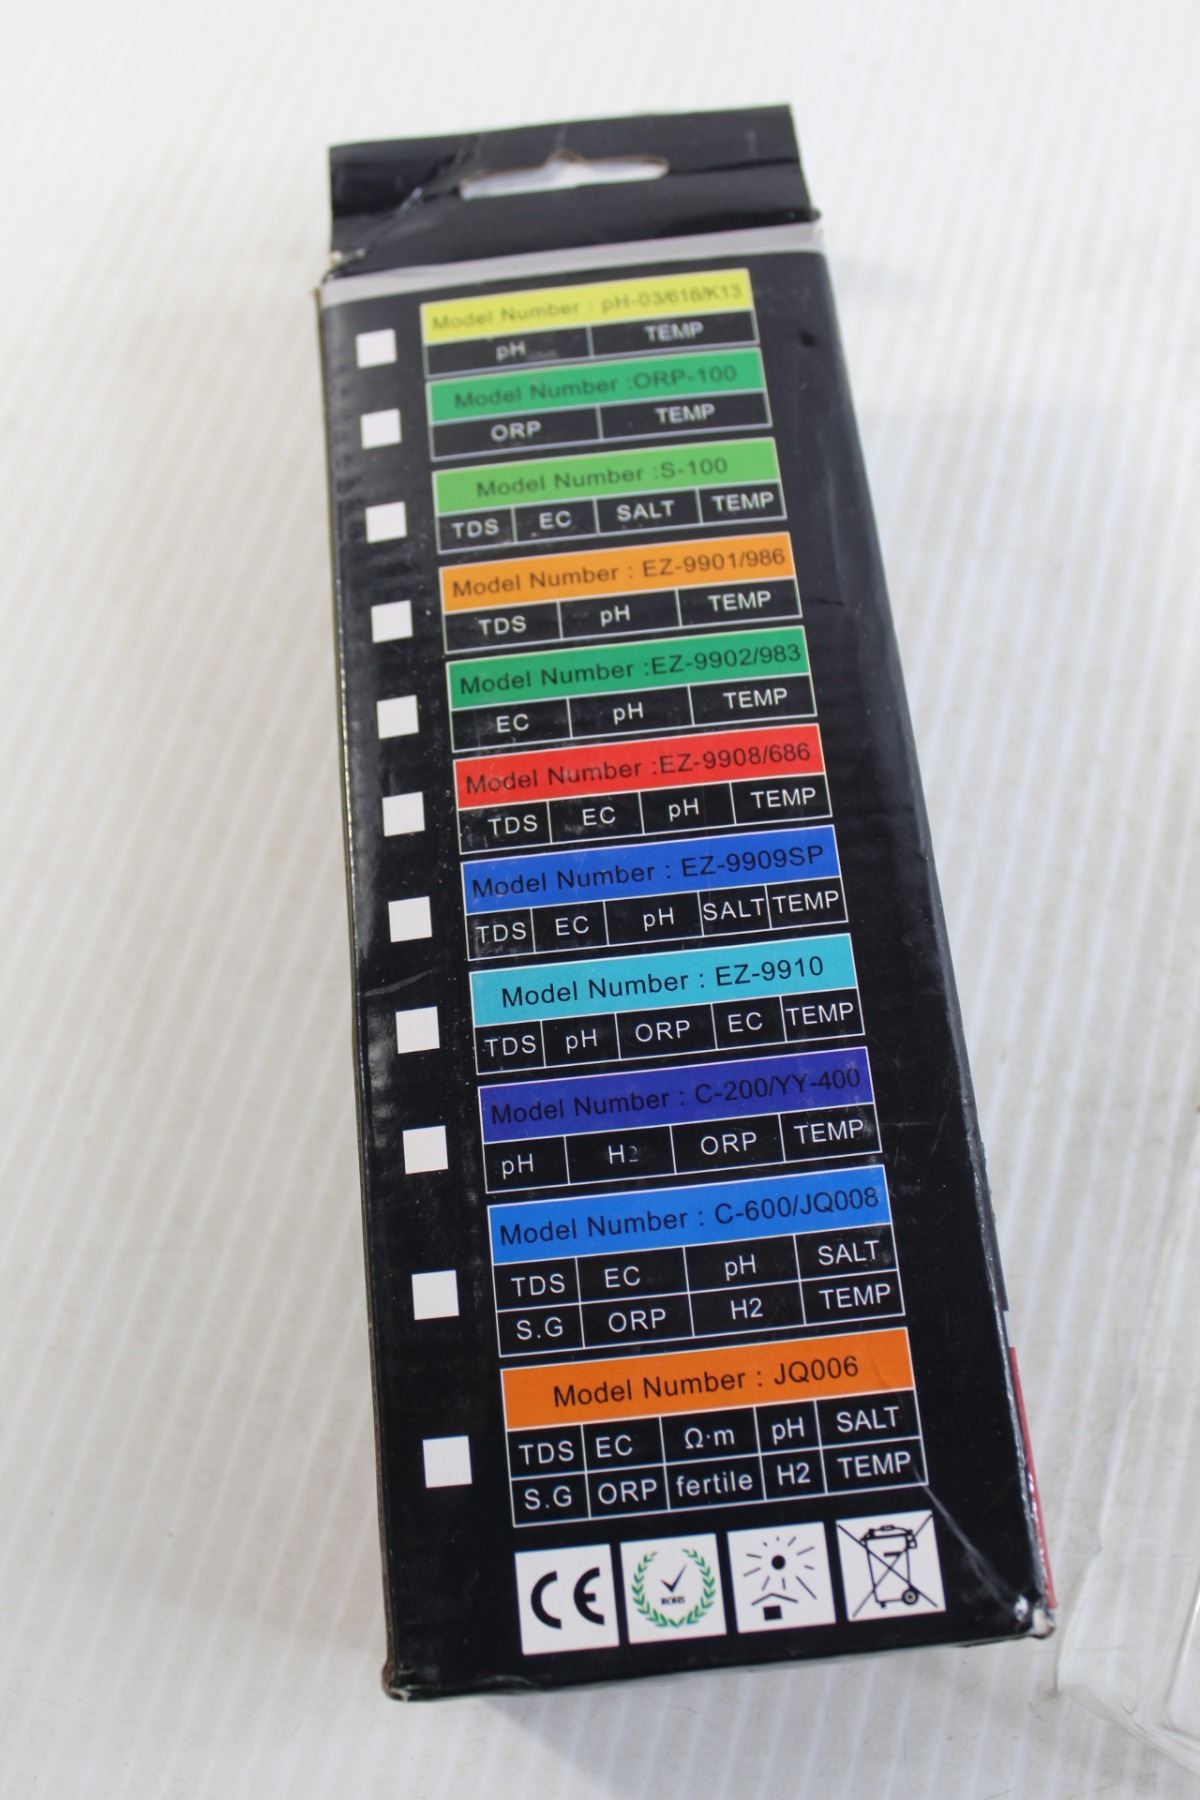 Model Number : pH-03/618/K13
pH TEMP
Model Number :ORP-100
ORP TEMP
Model Number :S-100
TDS EC SALT TEMP
Model Number : EZ-9901/986
TDS pH TEMP
Model Number :EZ-9902/983
EC pH TEMP
Model Number :EZ-9908/686
TDS EC pH TEMP
Model Number : EZ-9909SP
TDS EC pH SALT TEMP
Model Number : EZ-9910
TDS pH ORP EC TEMP
Model Number : C-200/YY-400
pH H2 ORP TEMP
Model Number : C-600/JQ008
TDS EC pH SALT
S.G ORP H2 TEMP
Model Number : JQ006
TDS EC Ω·m pH SALT
S.G ORP fertile H2 TEMP
CE
ROHS